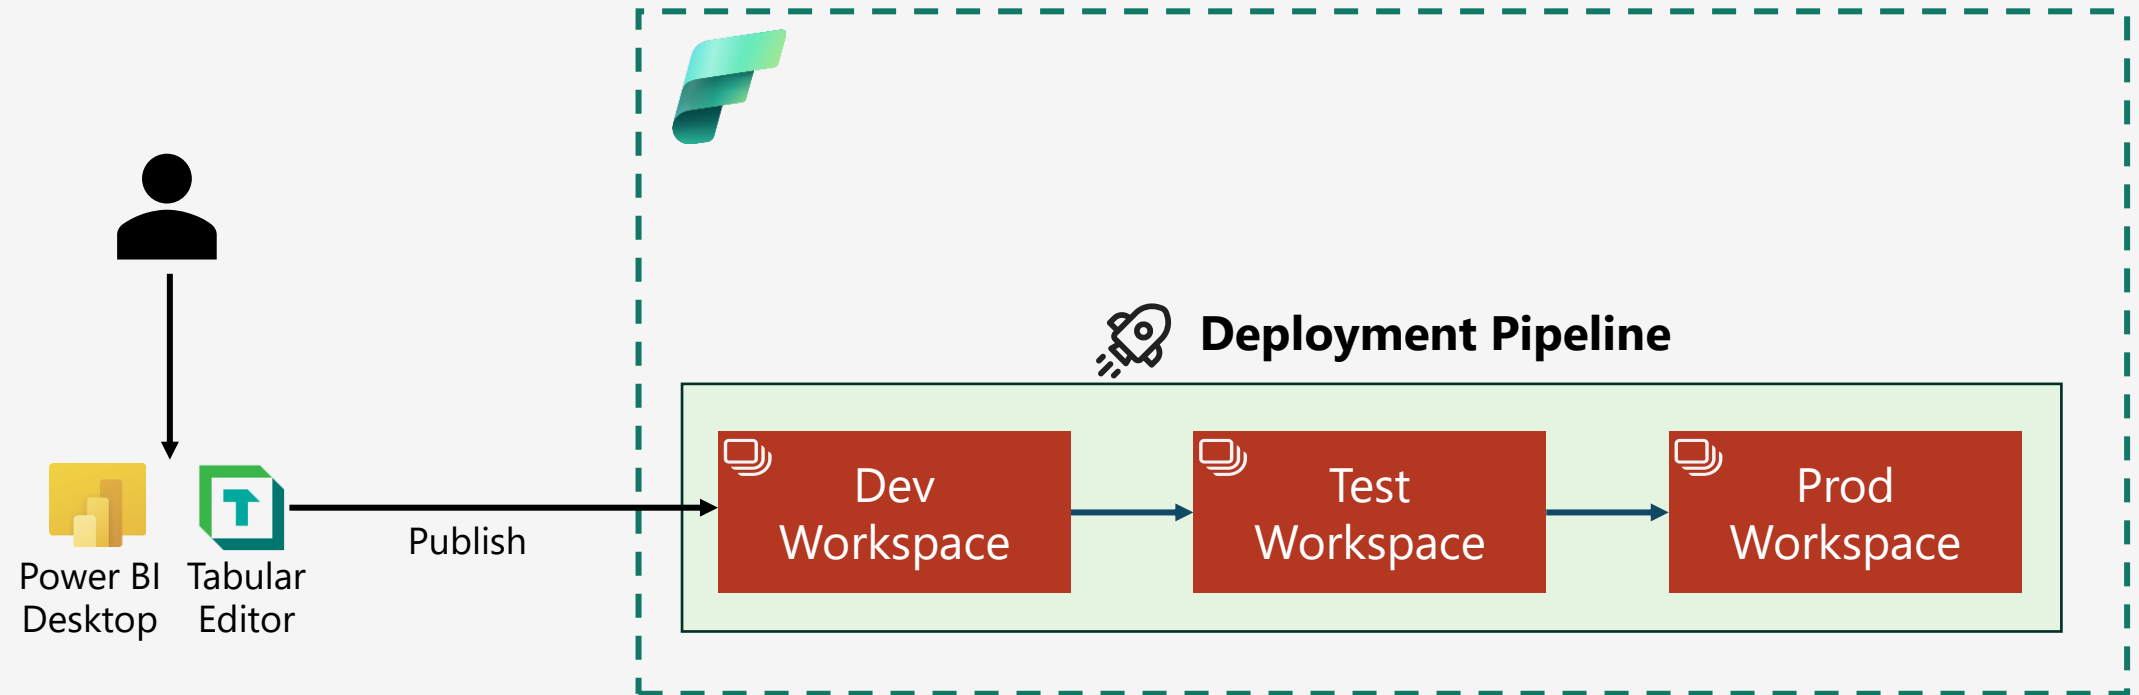 Deployment Pipeline
Dev
Workspace
Test
Workspace
Prod
Workspace
Publish
Power BI
Desktop
Tabular
Editor